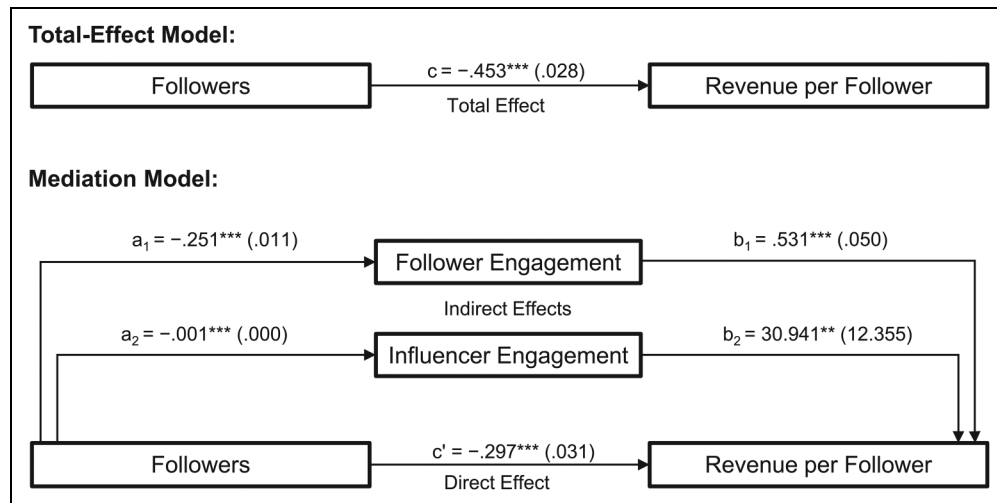 Total-Effect Model:
c = −.453*** (.028)
Followers
Revenue per Follower
Total Effect
Mediation Model:
a₁ = −.251*** (.011)
b₁ = .531*** (.050)
Follower Engagement
Indirect Effects
a₂ = −.001*** (.000)
b₂ = 30.941** (12.355)
Influencer Engagement
c' = −.297*** (.031)
Followers
Revenue per Follower
Direct Effect